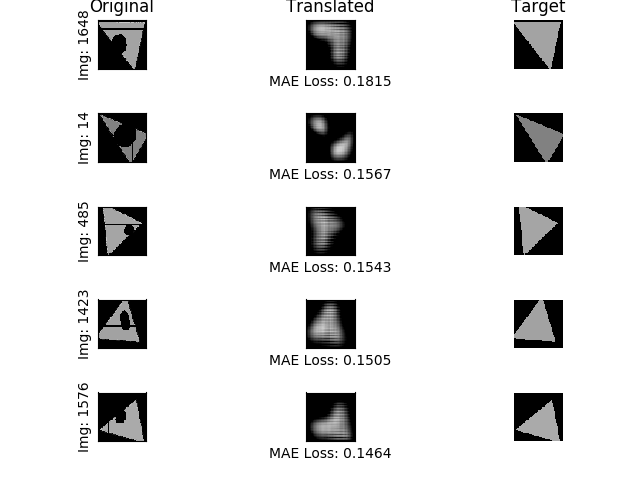 Original Translated Target
Img: 1648
MAE Loss: 0.1815
Img: 14
MAE Loss: 0.1567
Img: 485
MAE Loss: 0.1543
Img: 1423
MAE Loss: 0.1505
Img: 1576
MAE Loss: 0.1464